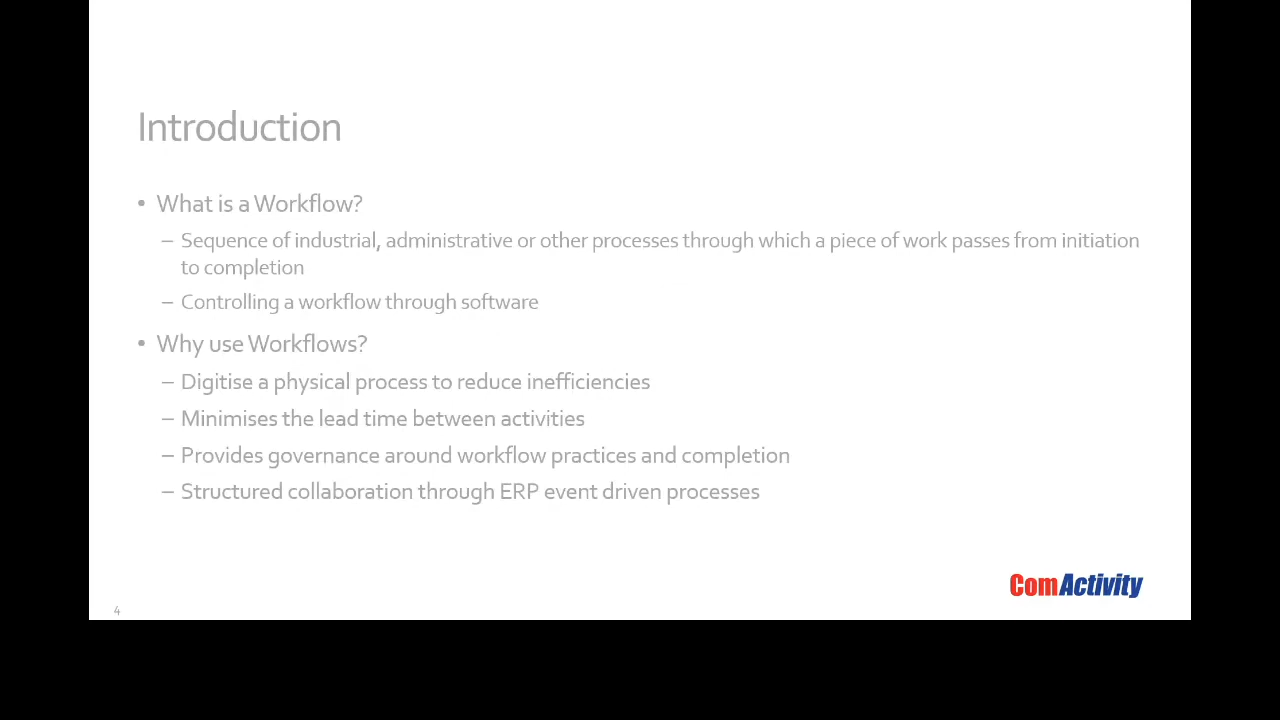 Introduction
• What is a Workflow?
– Sequence of industrial, administrative or other processes through which a piece of work passes from initiation
to completion
– Controlling a workflow through software
• Why use Workflows?
– Digitise a physical process to reduce inefficiencies
– Minimises the lead time between activities
– Provides governance around workflow practices and completion
– Structured collaboration through ERP event driven processes
ComActivity
4